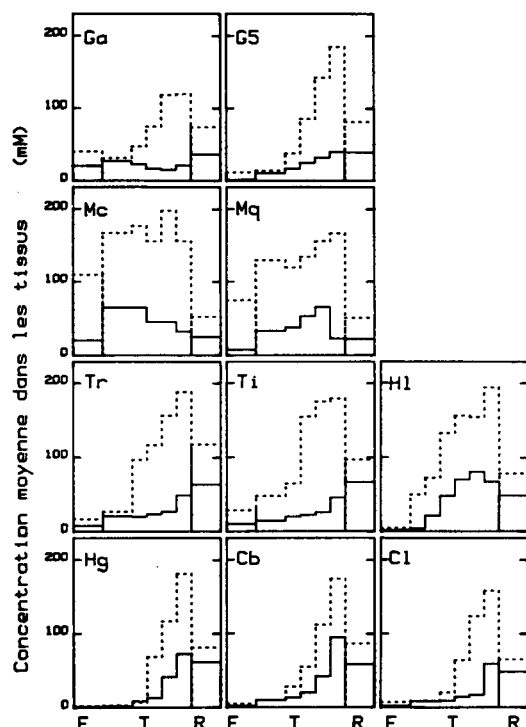 Concentration moyenne dans les tissus (mM)
200
Ga
G5
100
0
200
Mc
Mq
100
0
200
Tr
Ti
Hl
100
0
200
Hg
Cb
Cl
100
0
F T R F T R F T R